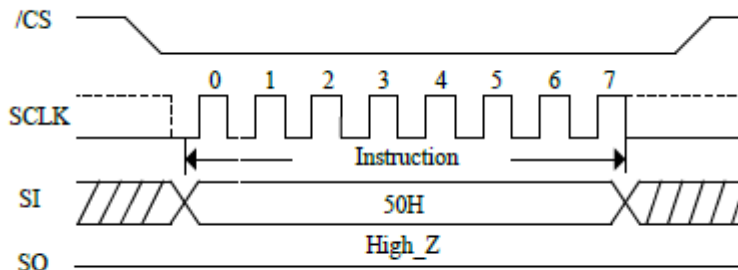 /CS
0 1 2 3 4 5 6 7
SCLK
Instruction
SI
50H
High_Z
SO